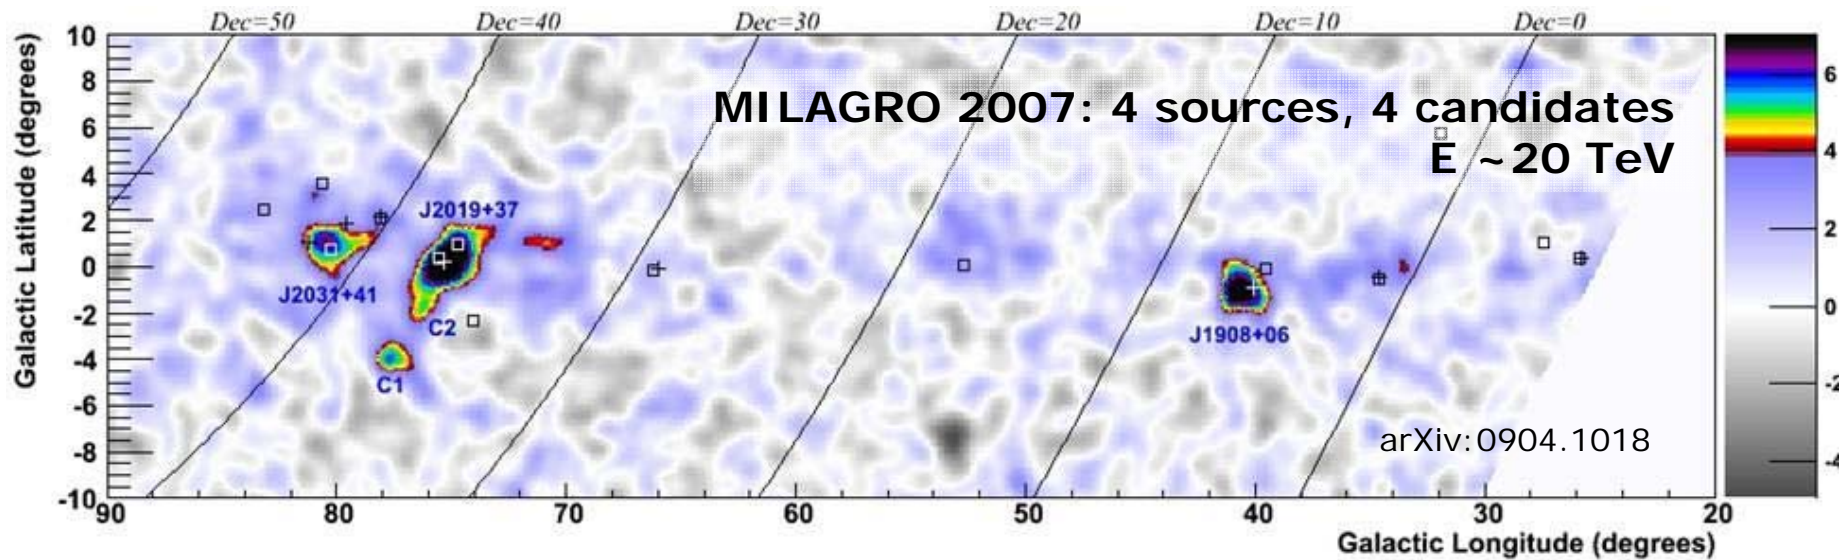 Dec=50 Dec=40 Dec=30 Dec=20 Dec=10 Dec=0
Galactic Latitude (degrees)
10
8
6
4
2
0
-2
-4
-6
-8
-10
MILAGRO 2007: 4 sources, 4 candidates
E ~20 TeV
J2019+37
J2031+41
C2
C1
J1908+06
arXiv:0904.1018
6
4
2
0
-2
-4
90 80 70 60 50 40 30 20
Galactic Longitude (degrees)